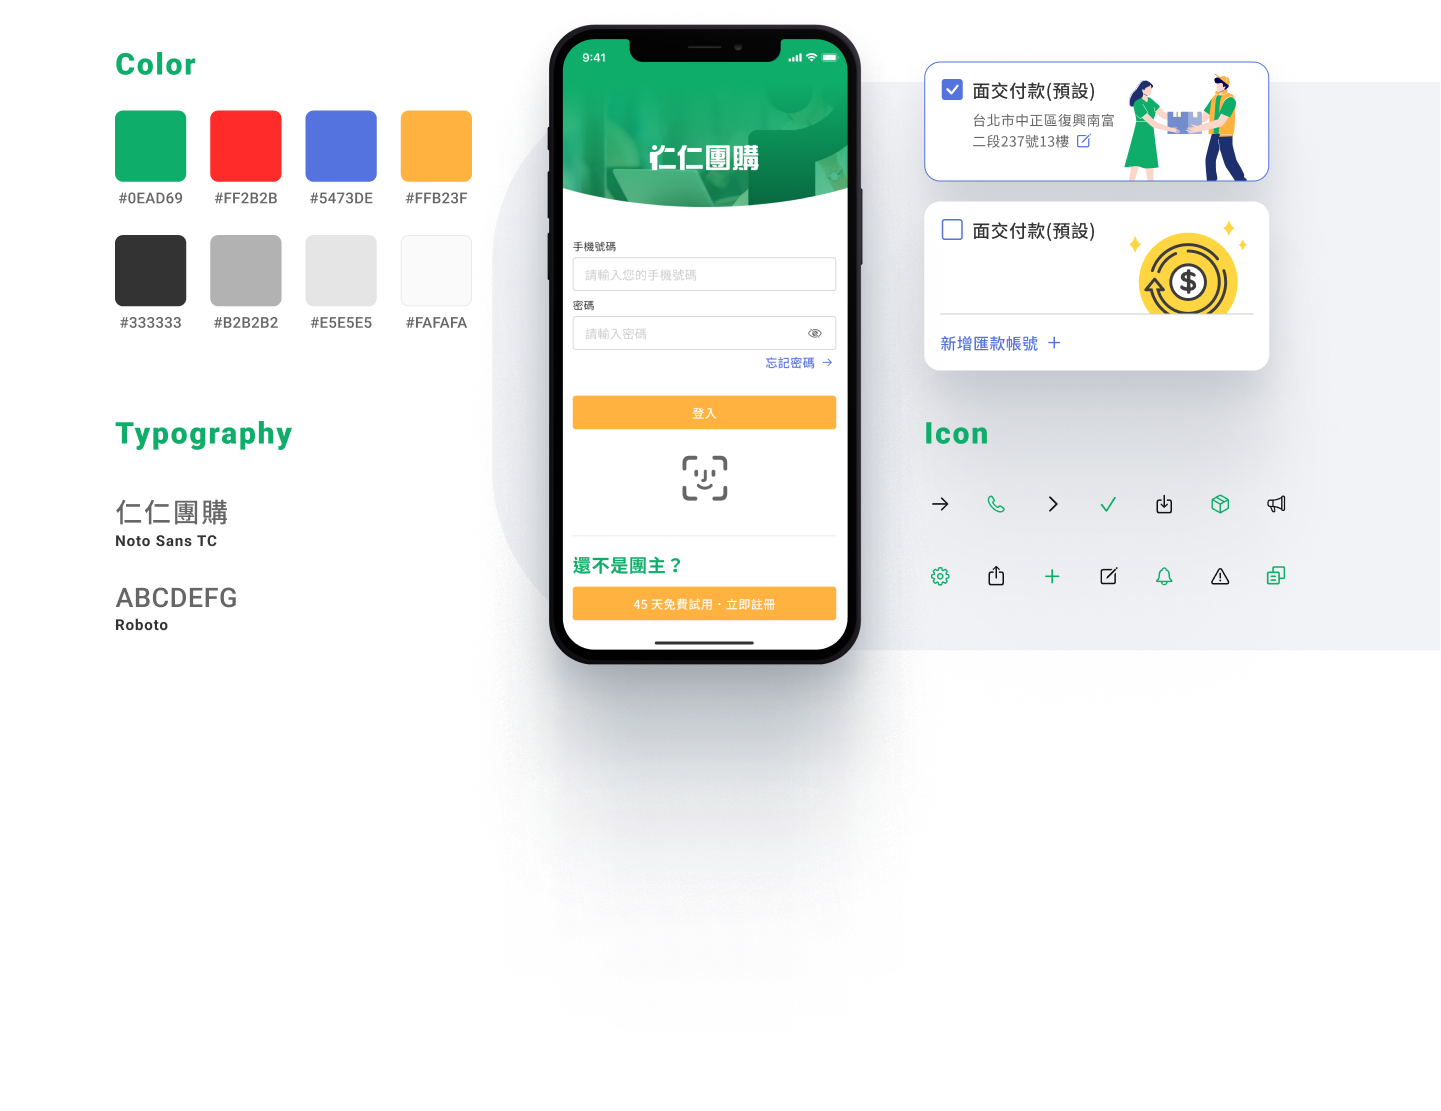 Color
#0EAD69
#FF2B2B
#5473DE
#FFB23F
#333333
#B2B2B2
#E5E5E5
#FAFAFA
Typography
仁仁團購
Noto Sans TC
ABCDEFG
Roboto
9:41
仁仁團購
手機號碼
請輸入您的手機號碼
密碼
請輸入密碼
忘記密碼
登入
還不是團主？
45 天免費試用・立即註冊
面交付款(預設)
台北市中正區復興南富
二段237號13樓
面交付款(預設)
$
新增匯款帳號
Icon